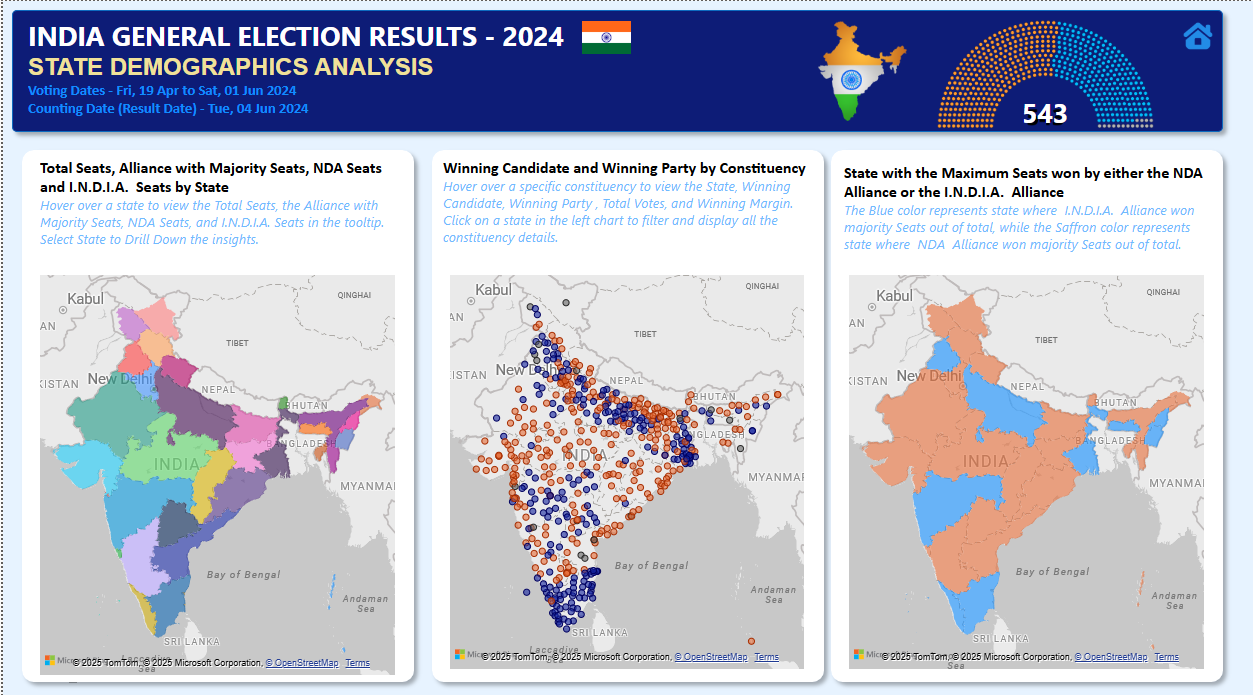 INDIA GENERAL ELECTION RESULTS - 2024
STATE DEMOGRAPHICS ANALYSIS
Voting Dates - Fri, 19 Apr to Sat, 01 Jun 2024
Counting Date (Result Date) - Tue, 04 Jun 2024
543
Total Seats, Alliance with Majority Seats, NDA Seats
and I.N.D.I.A. Seats by State
Hover over a state to view the Total Seats, the Alliance with
Majority Seats, NDA Seats, and I.N.D.I.A. Seats in the tooltip.
Select State to Drill Down the insights.
Kabul
QINGHAI
AN
TIBET
KISTAN
New Delhi
NEPAL
BHUTAN
BANGLADESH
INDIA
MYANMAR
Bay of Bengal
Andaman
Sea
SRI LANKA
Laccadive
Sea
© 2025 TomTom, © 2025 Microsoft Corporation, © OpenStreetMap Terms
Winning Candidate and Winning Party by Constituency
Hover over a specific constituency to view the State, Winning
Candidate, Winning Party , Total Votes, and Winning Margin.
Click on a state in the left chart to filter and display all the
constituency details.
Kabul
QINGHAI
AN
TIBET
ISTAN
New Delh
NEPAL
BHUTAN
NGLADESH
INDIA
MYANMAR
Bay of Bengal
Andaman
Sea
SRI LANKA
Laccadive
Sea
© 2025 TomTom, © 2025 Microsoft Corporation, © OpenStreetMap Terms
State with the Maximum Seats won by either the NDA
Alliance or the I.N.D.I.A. Alliance
The Blue color represents state where I.N.D.I.A. Alliance won
majority Seats out of total, while the Saffron color represents
state where NDA Alliance won majority Seats out of total.
Kabul
QINGHAI
AN
TIBET
KISTAN
New Delhi
NEPAL
BHUTAN
BANGLADESH
INDIA
MYANMA
Bay of Bengal
Andaman
Sea
SRI LANKA
Sea
© 2025 TomTom, © 2025 Microsoft Corporation, © OpenStreetMap Terms